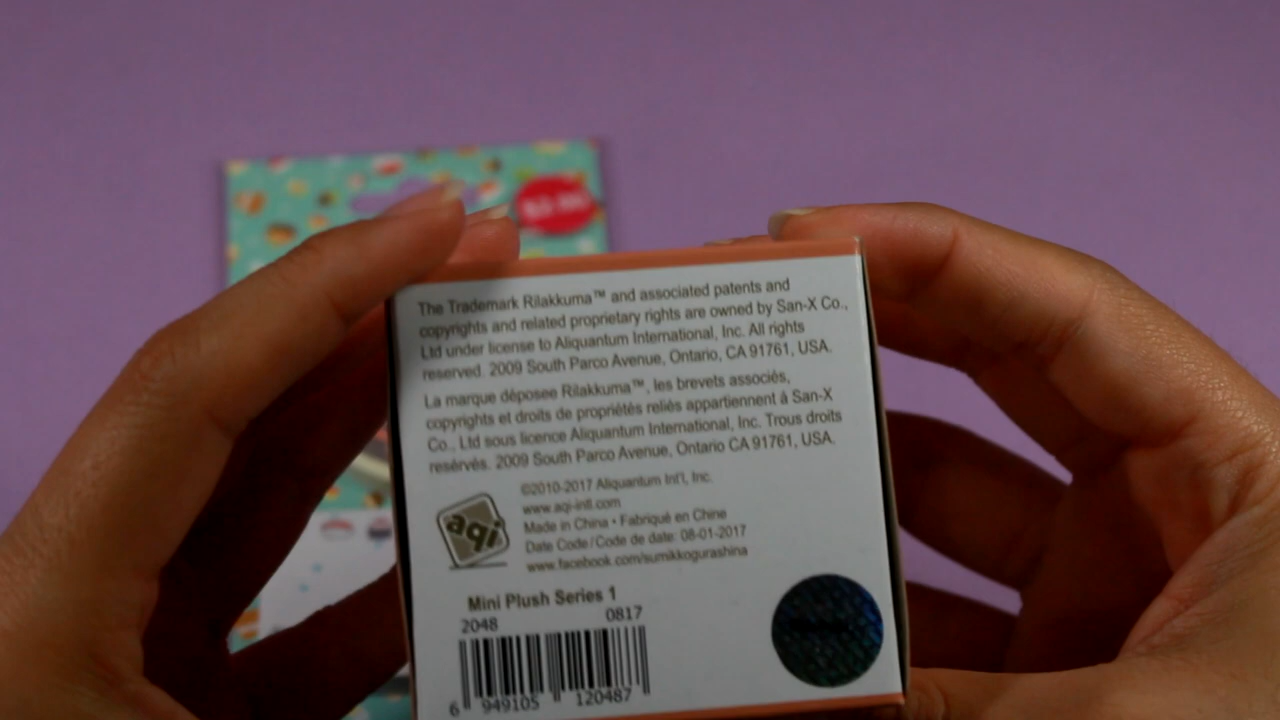 The Trademark Rilakkuma™ and associated patents and
copyrights and related proprietary rights are owned by San-X Co.,
Ltd under license to Aliquantum International, Inc. All rights
reserved. 2009 South Parco Avenue, Ontario, CA 91761, USA.
La marque déposee Rilakkuma™, les brevets associés,
copyrights et droits de propriétés reliés appartiennent á San-X
Co., Ltd sous licence Aliquantum International, Inc. Trous droits
resérvés. 2009 South Parco Avenue, Ontario CA 91761, USA.
aqi
©2010-2017 Aliquantum Int'l, Inc.
www.aqi-intl.com
Made in China • Fabriqué en Chine
Date Code/Code de date: 08-01-2017
www.facebook.com/sumikkogurashina
Mini Plush Series 1
2048 0817
6 949105 120487